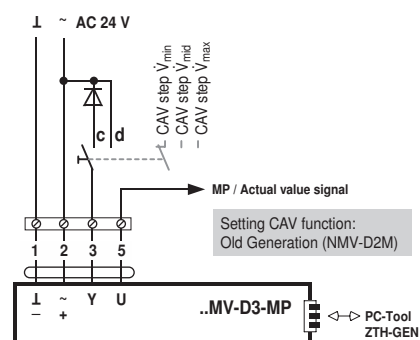 ⊥ ~ AC 24 V
CAV step V̇min
CAV step V̇mid
CAV step V̇max
c d
MP / Actual value signal
Setting CAV function:
Old Generation (NMV-D2M)
1 2 3 5
⊥ ~ Y U
– +
..MV-D3-MP
PC-Tool
ZTH-GEN